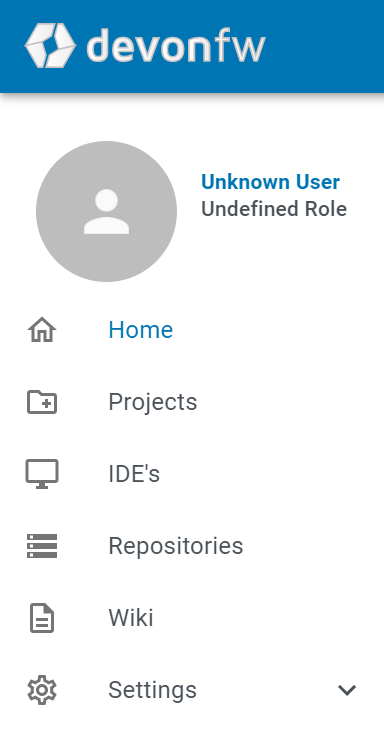 devonfw
Unknown User
Undefined Role
Home
Projects
IDE's
Repositories
Wiki
Settings